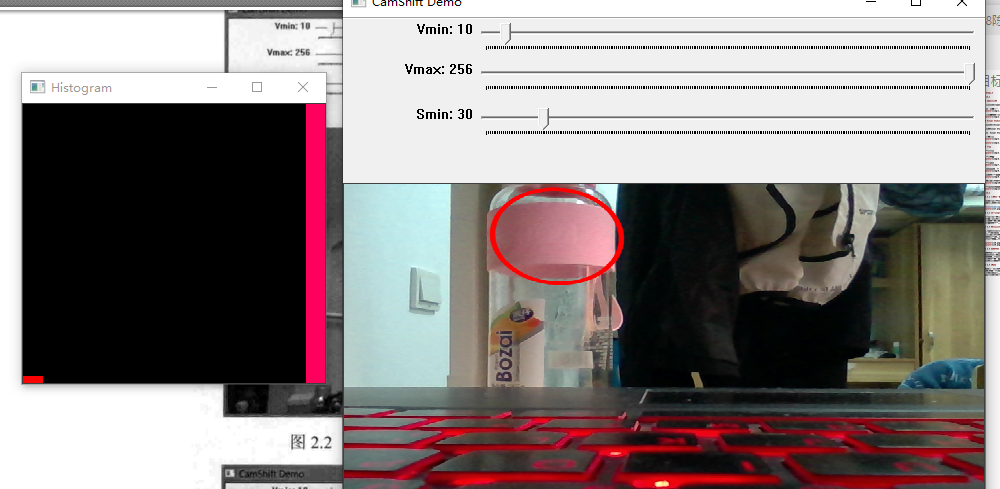 CamShift Demo
Vmin: 10
Vmax: 256
Smin: 30
Histogram
Vmin: 10
Vmax: 256
Bozai
图 2.2
CamShift Demo